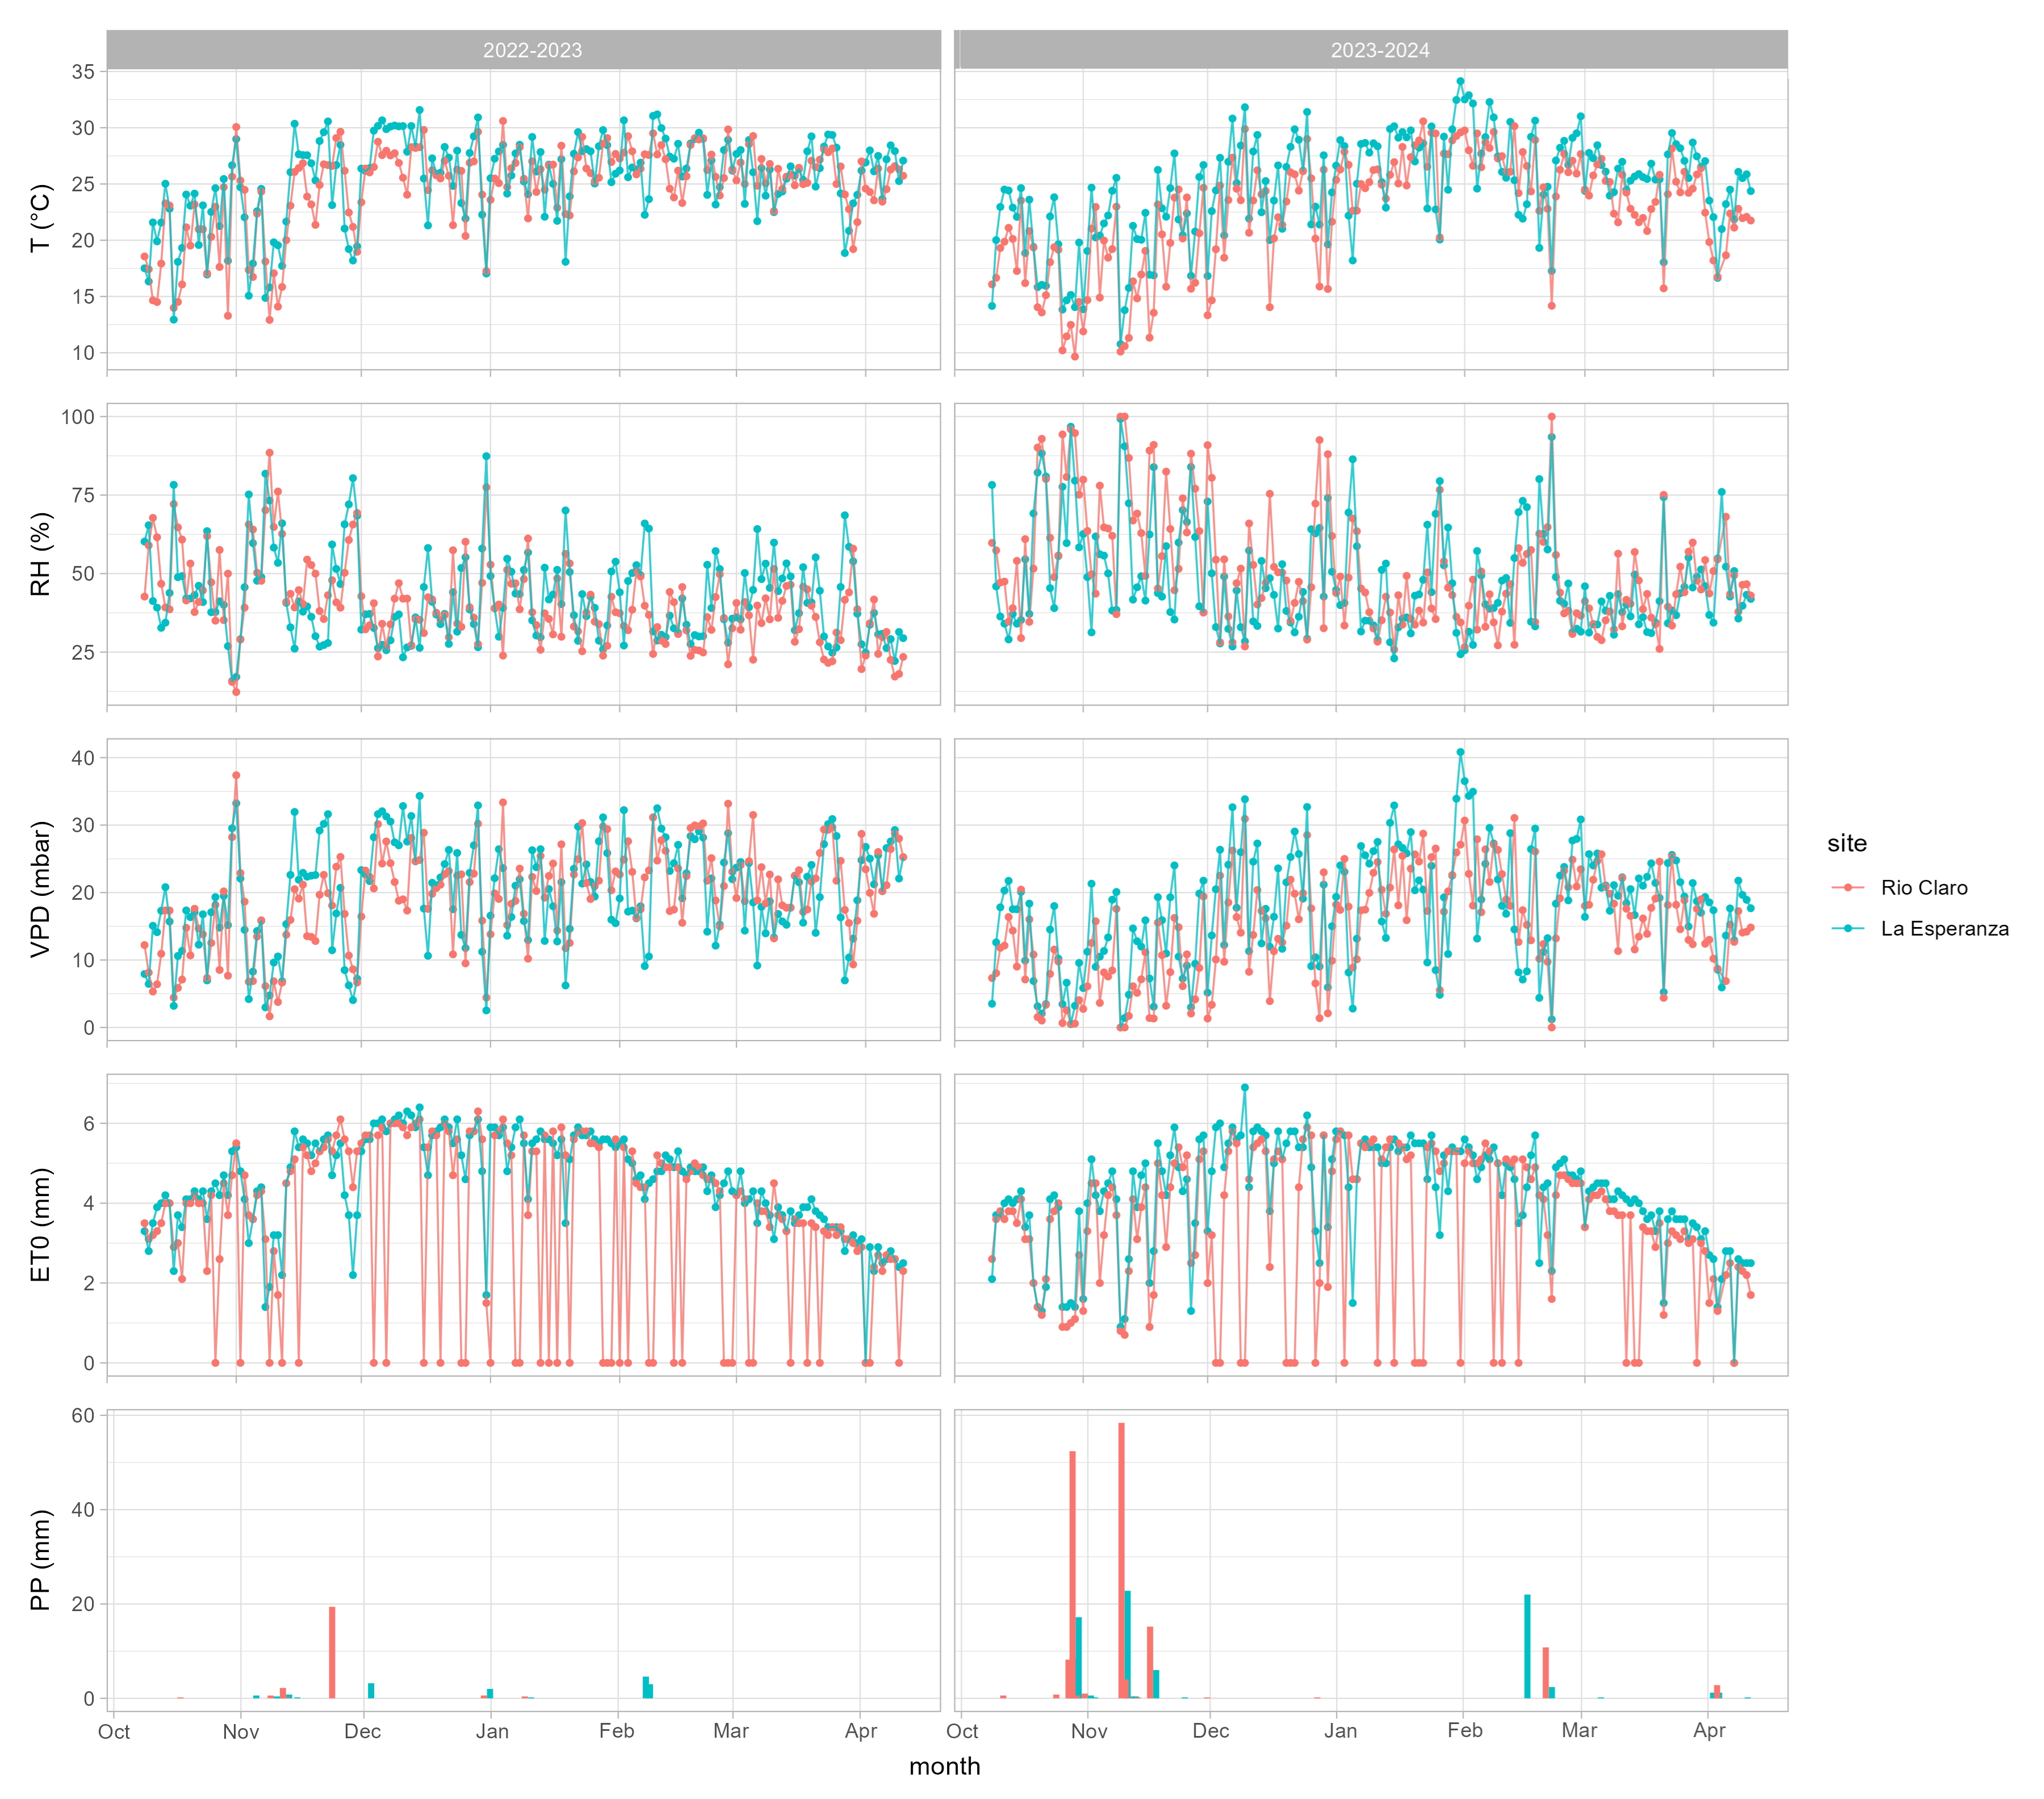 2022-2023 2023-2024
T (°C)
35
30
25
20
15
10
RH (%)
100
75
50
25
VPD (mbar)
40
30
20
10
0
site
Rio Claro
La Esperanza
ET0 (mm)
6
4
2
0
PP (mm)
60
40
20
0
Oct Nov Dec Jan Feb Mar Apr Oct Nov Dec Jan Feb Mar Apr
month